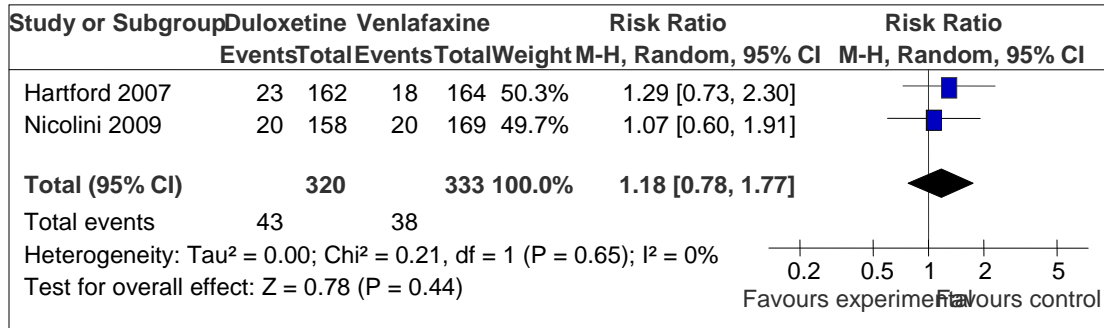 Study or Subgroup Duloxetine Venlafaxine Risk Ratio Risk Ratio
Events Total Events Total Weight M-H, Random, 95% CI M-H, Random, 95% CI
Hartford 2007 23 162 18 164 50.3% 1.29 [0.73, 2.30]
Nicolini 2009 20 158 20 169 49.7% 1.07 [0.60, 1.91]
Total (95% CI) 320 333 100.0% 1.18 [0.78, 1.77]
Total events 43 38
Heterogeneity: Tau² = 0.00; Chi² = 0.21, df = 1 (P = 0.65); I² = 0%
Test for overall effect: Z = 0.78 (P = 0.44)
0.2 0.5 1 2 5
Favours experimental Favours control